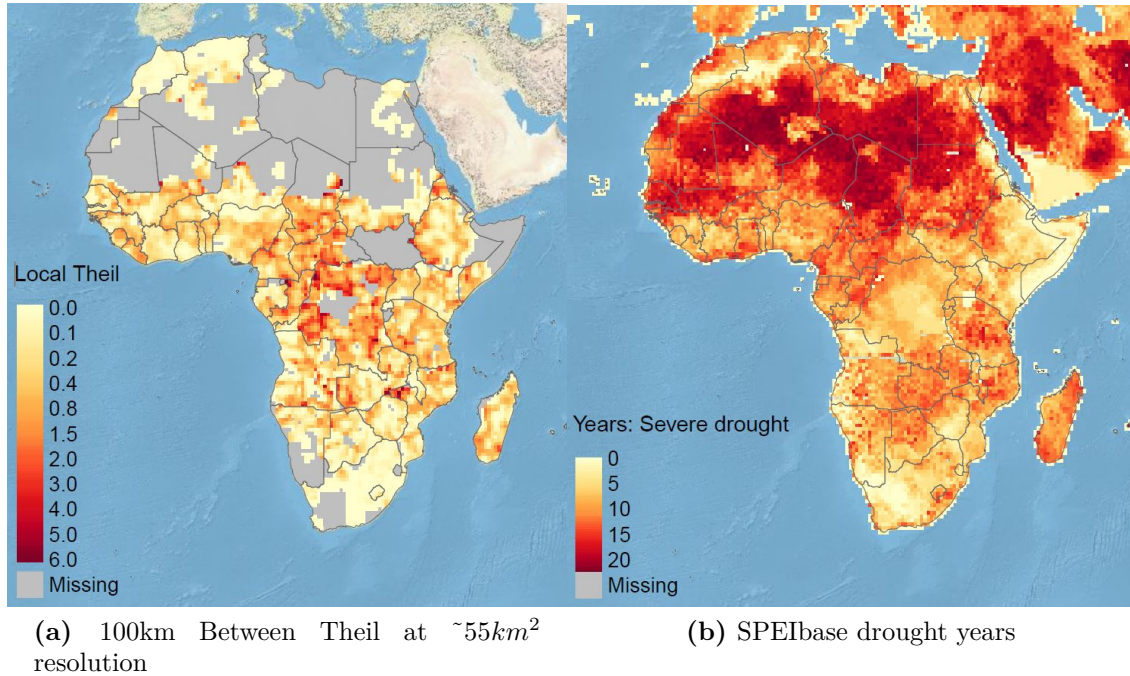 Local Theil
0.0
0.1
0.2
0.4
0.8
1.5
2.0
3.0
4.0
5.0
6.0
Missing
Years: Severe drought
0
5
10
15
20
Missing
(a) 100km Between Theil at ~55km² resolution
(b) SPEIbase drought years